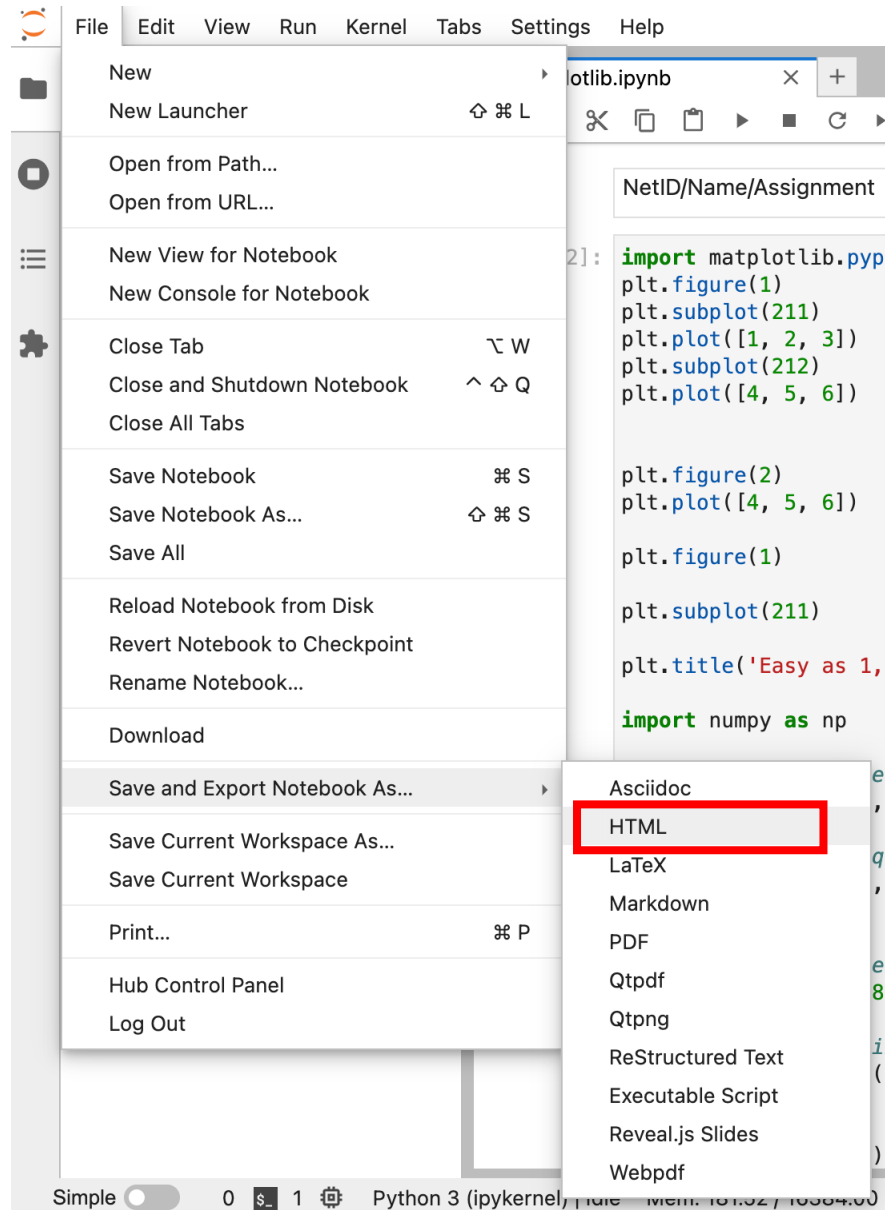 File Edit View Run Kernel Tabs Settings Help
New
New Launcher ⇧ ⌘ L
Open from Path...
Open from URL...
New View for Notebook
New Console for Notebook
Close Tab ⌥ W
Close and Shutdown Notebook ^ ⇧ Q
Close All Tabs
Save Notebook ⌘ S
Save Notebook As... ⇧ ⌘ S
Save All
Reload Notebook from Disk
Revert Notebook to Checkpoint
Rename Notebook...
Download
Save and Export Notebook As...
Save Current Workspace As...
Save Current Workspace
Print... ⌘ P
Hub Control Panel
Log Out
Asciidoc
HTML
LaTeX
Markdown
PDF
Qtpdf
Qtpng
ReStructured Text
Executable Script
Reveal.js Slides
Webpdf
otlib.ipynb
NetID/Name/Assignment
2]:
import matplotlib.pyp
plt.figure(1)
plt.subplot(211)
plt.plot([1, 2, 3])
plt.subplot(212)
plt.plot([4, 5, 6])
plt.figure(2)
plt.plot([4, 5, 6])
plt.figure(1)
plt.subplot(211)
plt.title('Easy as 1,
import numpy as np
Simple 0 $_ 1 Python 3 (ipykernel) | Idle Mem: 181.52 / 16384.00